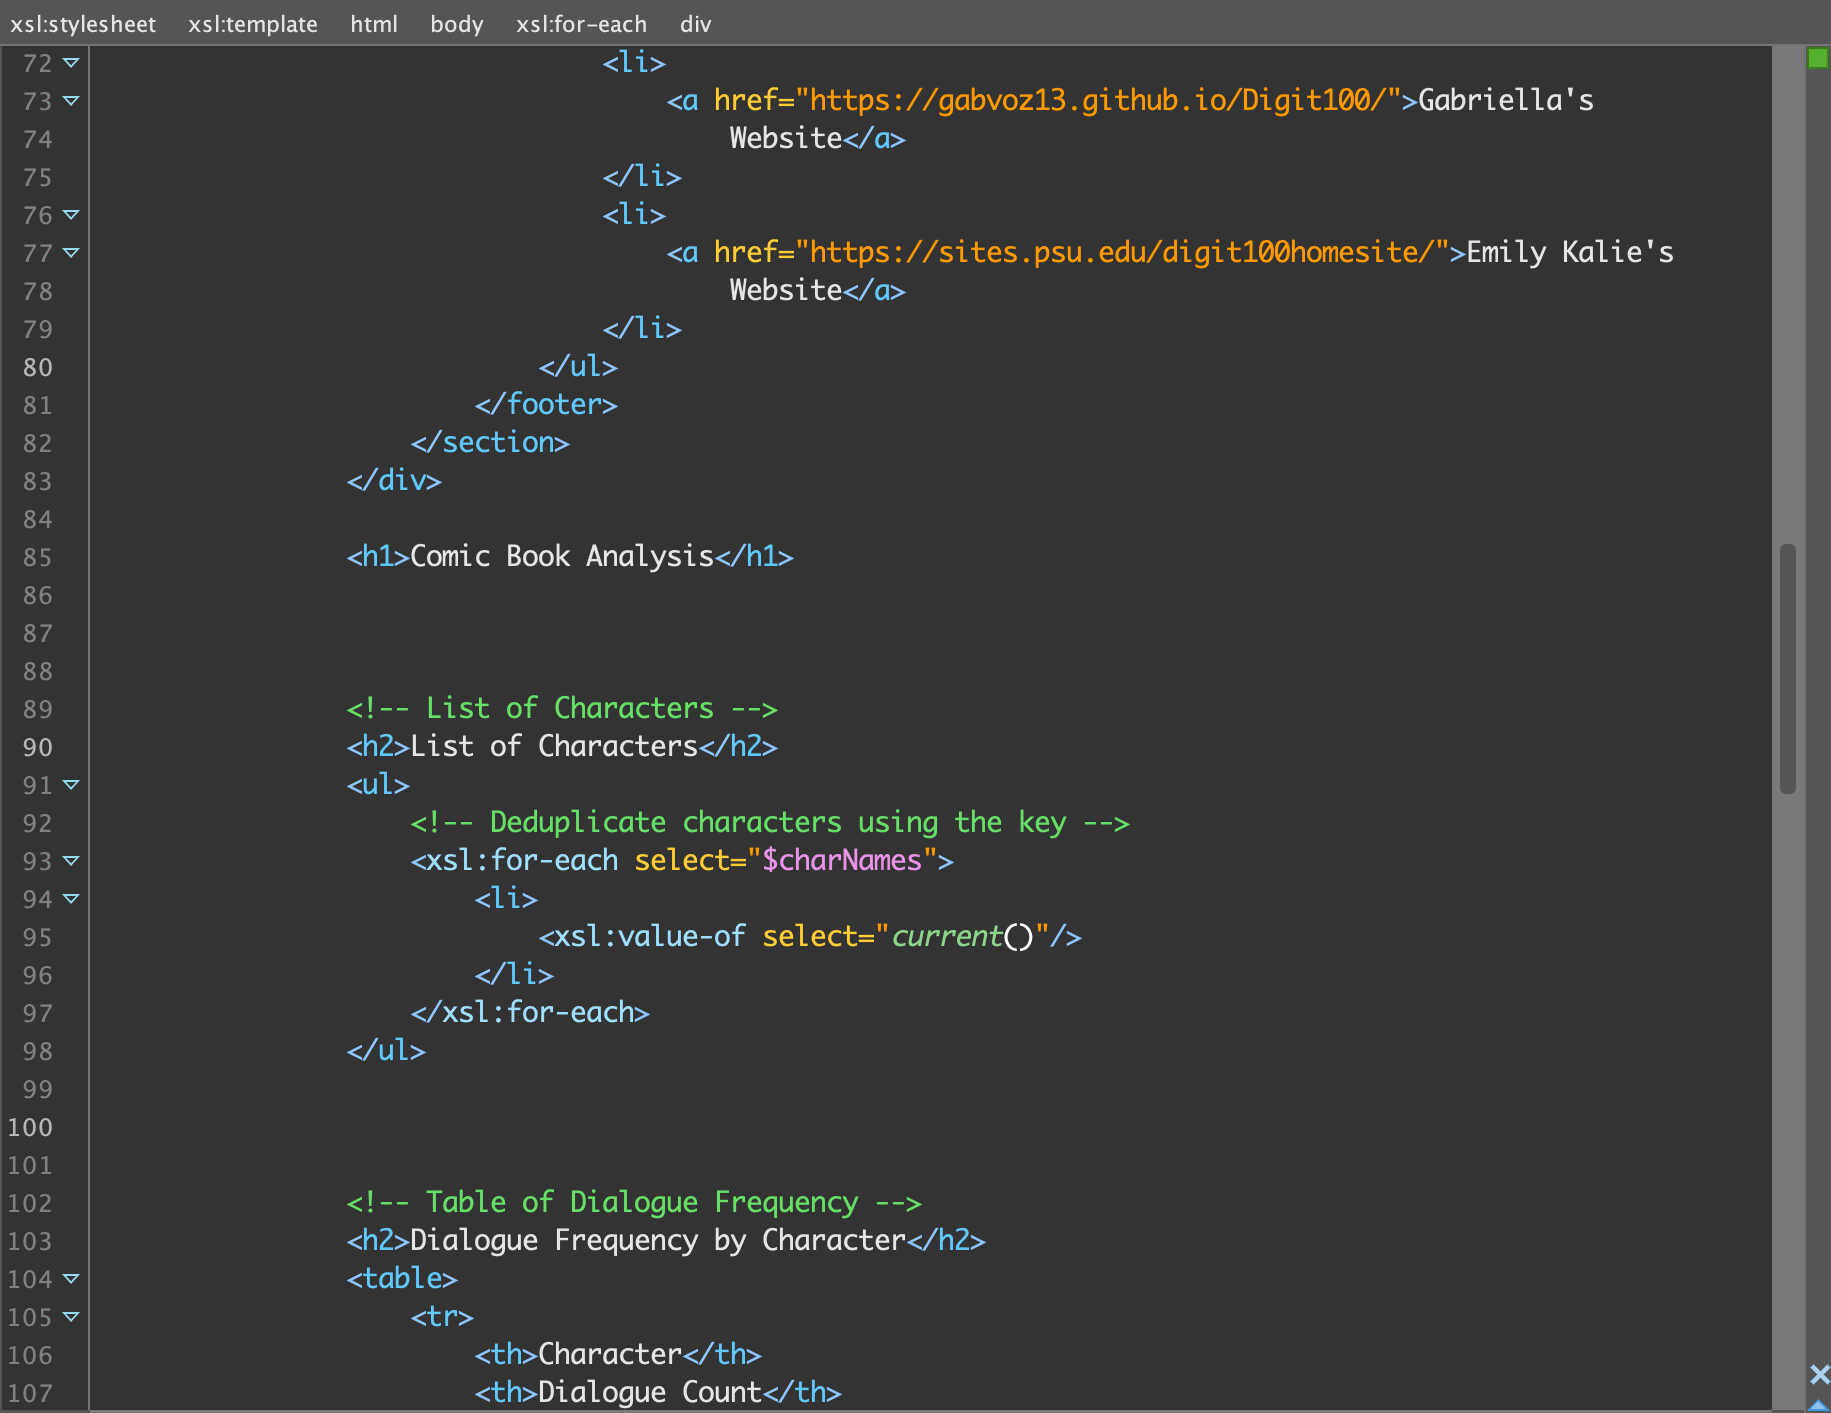 xsl:stylesheet xsl:template html body xsl:for-each div
72 <li>
73 <a href="https://gabvoz13.github.io/Digit100/">Gabriella's
74 Website</a>
75 </li>
76 <li>
77 <a href="https://sites.psu.edu/digit100homesite/">Emily Kalie's
78 Website</a>
79 </li>
80 </ul>
81 </footer>
82 </section>
83 </div>
84
85 <h1>Comic Book Analysis</h1>
86
87
88
89 <!-- List of Characters -->
90 <h2>List of Characters</h2>
91 <ul>
92 <!-- Deduplicate characters using the key -->
93 <xsl:for-each select="$charNames">
94 <li>
95 <xsl:value-of select="current()"/>
96 </li>
97 </xsl:for-each>
98 </ul>
99
100
101
102 <!-- Table of Dialogue Frequency -->
103 <h2>Dialogue Frequency by Character</h2>
104 <table>
105 <tr>
106 <th>Character</th>
107 <th>Dialogue Count</th>